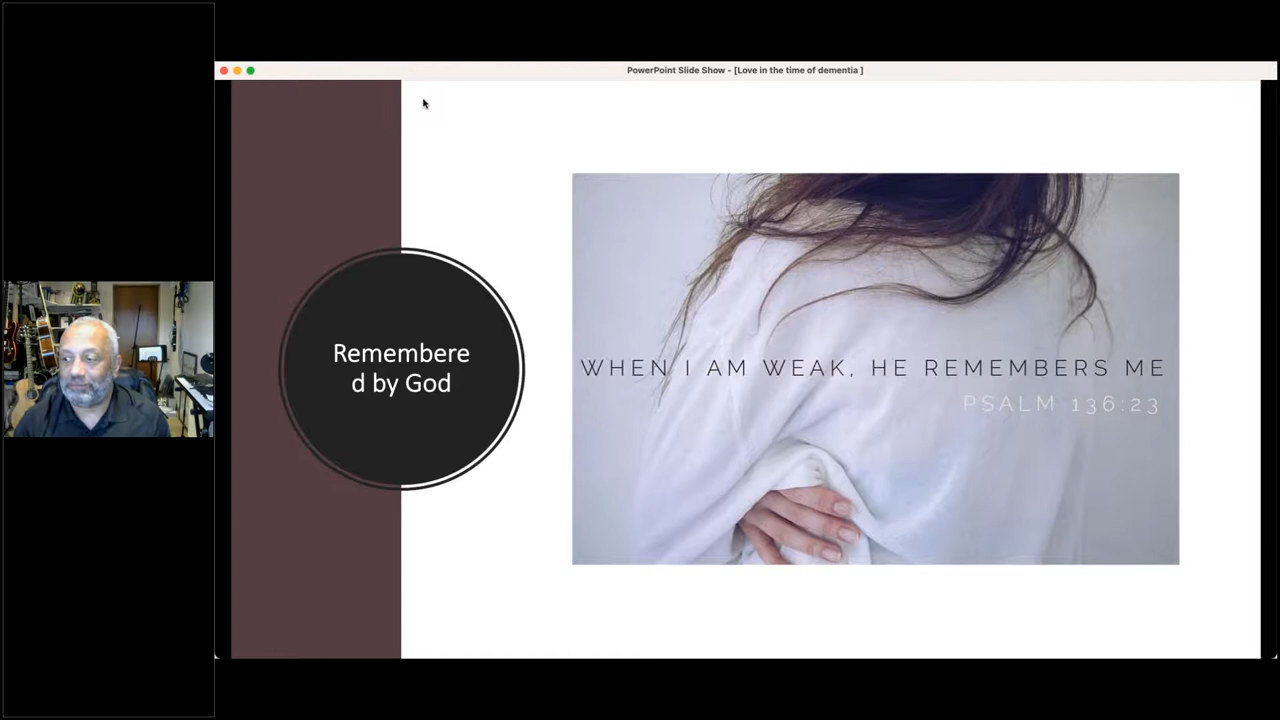 PowerPoint Slide Show - [Love in the time of dementia ]
Remembere
d by God
WHEN I AM WEAK, HE REMEMBERS ME
PSALM 136:23